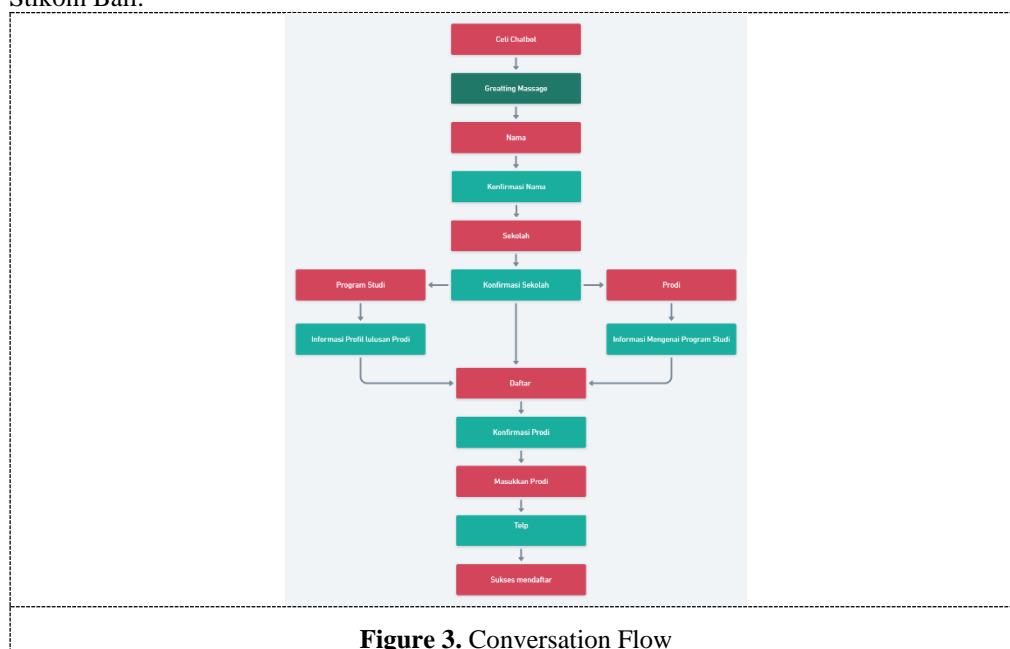 Stikom Bali.
Ceti Chatbot
Greatting Massage
Nama
Konfirmasi Nama
Sekolah
Program Studi
Konfirmasi Sekolah
Prodi
Informasi Profil lulusan Prodi
Informasi Mengenai Program Studi
Daftar
Konfirmasi Prodi
Masukkan Prodi
Telp
Sukses mendaftar
Figure 3. Conversation Flow